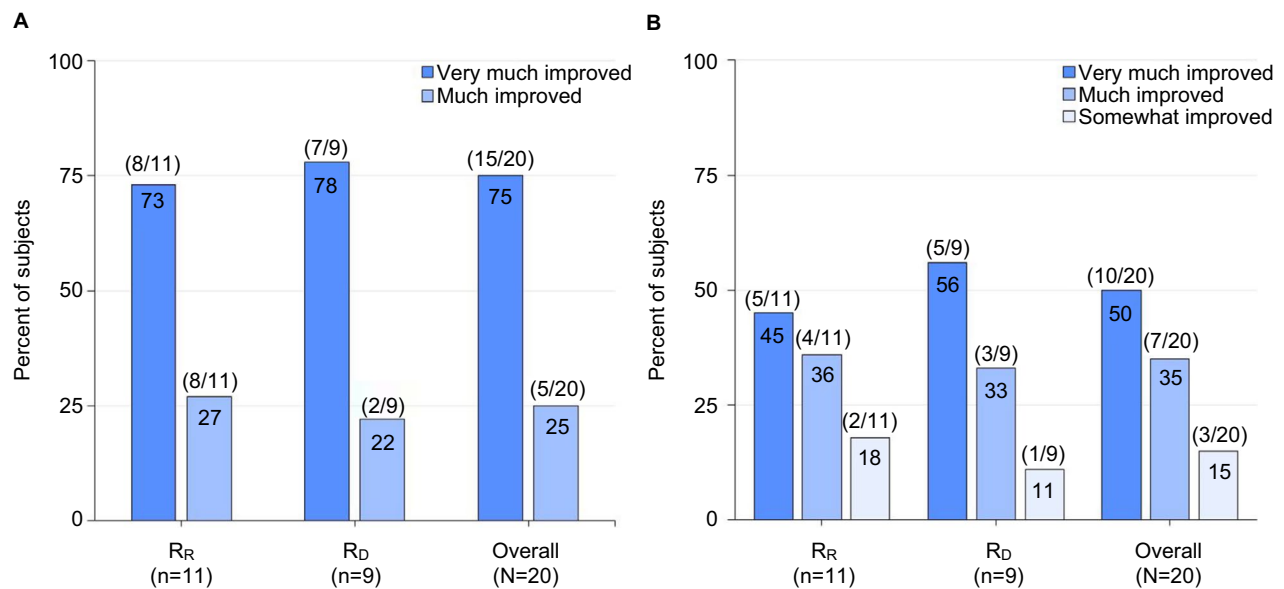 A
Percent of subjects
100
75
50
25
0
Very much improved
Much improved
(8/11)
73
(8/11)
27
(7/9)
78
(2/9)
22
(15/20)
75
(5/20)
25
RR
(n=11)
RD
(n=9)
Overall
(N=20)
B
Percent of subjects
100
75
50
25
0
Very much improved
Much improved
Somewhat improved
(5/11)
45
(4/11)
36
(2/11)
18
(5/9)
56
(3/9)
33
(1/9)
11
(10/20)
50
(7/20)
35
(3/20)
15
RR
(n=11)
RD
(n=9)
Overall
(N=20)